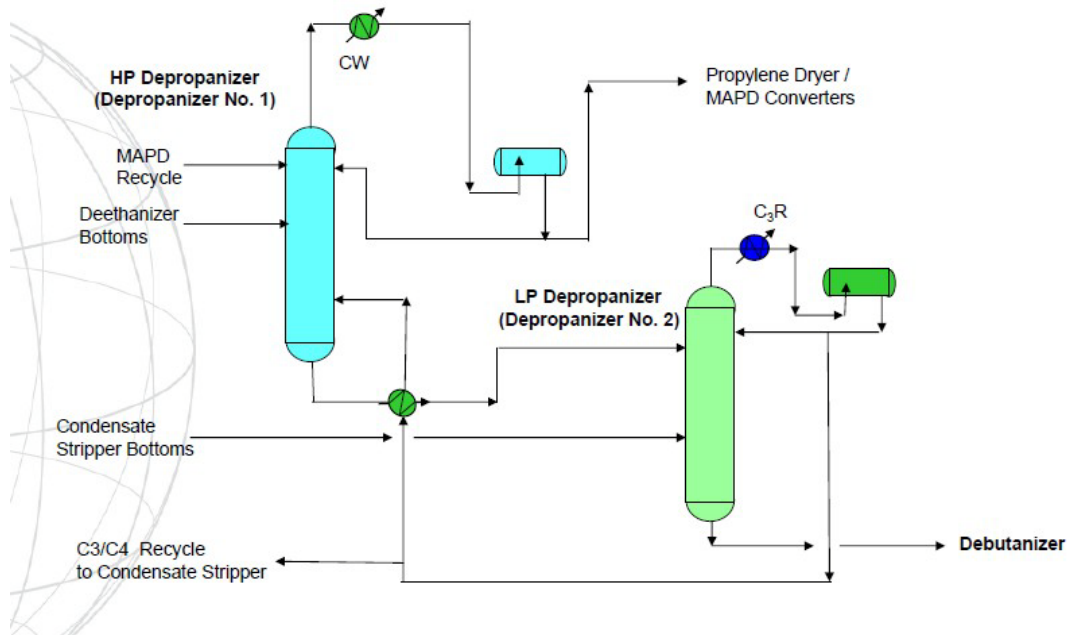 CW
HP Depropanizer
(Depropanizer No. 1)
Propylene Dryer /
MAPD Converters
MAPD
Recycle
Deethanizer
Bottoms
C₃R
LP Depropanizer
(Depropanizer No. 2)
Condensate
Stripper Bottoms
C3/C4 Recycle
to Condensate Stripper
Debutanizer